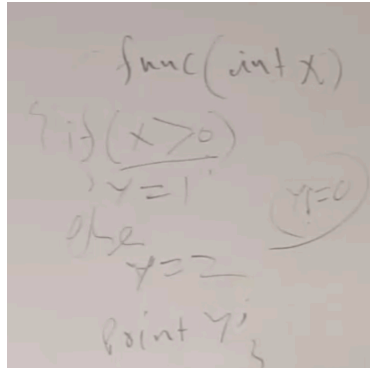 func(int x)
{ if(x>0)
y=1
else
y=2
y=0
Print y;
}